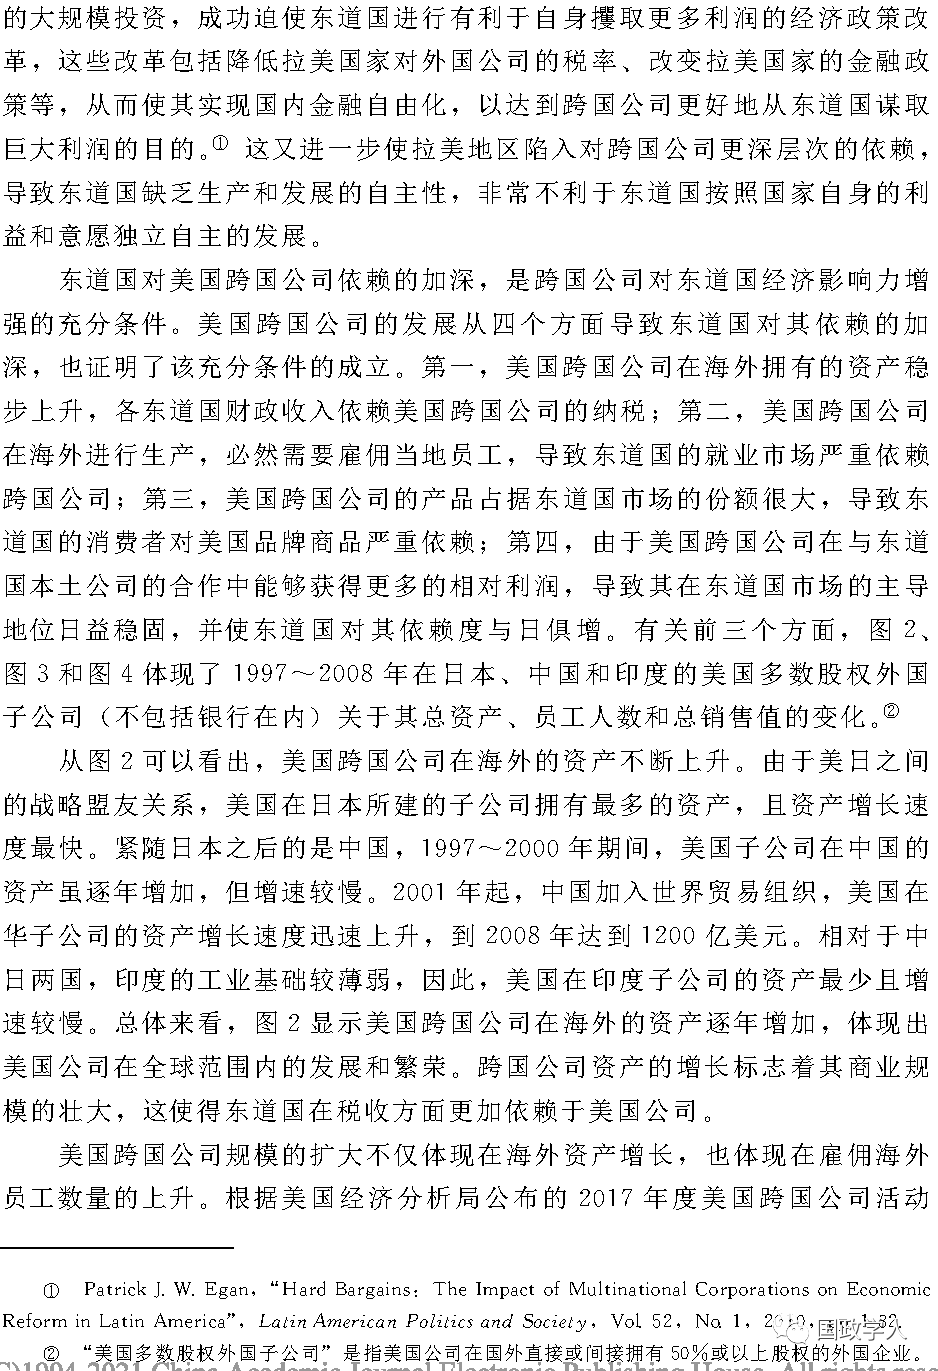 的大规模投资，成功迫使东道国进行有利于自身攫取更多利润的经济政策改
革，这些改革包括降低拉美国家对外国公司的税率、改变拉美国家的金融政
策等，从而使其实现国内金融自由化，以达到跨国公司更好地从东道国谋取
巨大利润的目的。① 这又进一步使拉美地区陷入对跨国公司更深层次的依赖，
导致东道国缺乏生产和发展的自主性，非常不利于东道国按照国家自身的利
益和意愿独立自主的发展。
东道国对美国跨国公司依赖的加深，是跨国公司对东道国经济影响力增
强的充分条件。美国跨国公司的发展从四个方面导致东道国对其依赖的加
深，也证明了该充分条件的成立。第一，美国跨国公司在海外拥有的资产稳
步上升，各东道国财政收入依赖美国跨国公司的纳税；第二，美国跨国公司
在海外进行生产，必然需要雇佣当地员工，导致东道国的就业市场严重依赖
跨国公司；第三，美国跨国公司的产品占据东道国市场的份额很大，导致东
道国的消费者对美国品牌商品严重依赖；第四，由于美国跨国公司在与东道
国本土公司的合作中能够获得更多的相对利润，导致其在东道国市场的主导
地位日益稳固，并使东道国对其依赖度与日俱增。有关前三个方面，图 2、
图 3 和图 4 体现了 1997～2008 年在日本、中国和印度的美国多数股权外国
子公司（不包括银行在内）关于其总资产、员工人数和总销售值的变化。②
从图 2 可以看出，美国跨国公司在海外的资产不断上升。由于美日之间
的战略盟友关系，美国在日本所建的子公司拥有最多的资产，且资产增长速
度最快。紧随日本之后的是中国，1997～2000 年期间，美国子公司在中国的
资产虽逐年增加，但增速较慢。2001 年起，中国加入世界贸易组织，美国在
华子公司的资产增长速度迅速上升，到 2008 年达到 1200 亿美元。相对于中
日两国，印度的工业基础较薄弱，因此，美国在印度子公司的资产最少且增
速较慢。总体来看，图 2 显示美国跨国公司在海外的资产逐年增加，体现出
美国公司在全球范围内的发展和繁荣。跨国公司资产的增长标志着其商业规
模的壮大，这使得东道国在税收方面更加依赖于美国公司。
美国跨国公司规模的扩大不仅体现在海外资产增长，也体现在雇佣海外
员工数量的上升。根据美国经济分析局公布的 2017 年度美国跨国公司活动
① Patrick J. W. Egan, “Hard Bargains: The Impact of Multinational Corporations on Economic
Reform in Latin America”, Latin American Politics and Society, Vol. 52, No. 1, 2010, pp. 1-32.
国政学人
② “美国多数股权外国子公司”是指美国公司在国外直接或间接拥有 50%或以上股权的外国企业。
(C)1994-2021 China Academic Journal Electronic Publishing House. All rights res